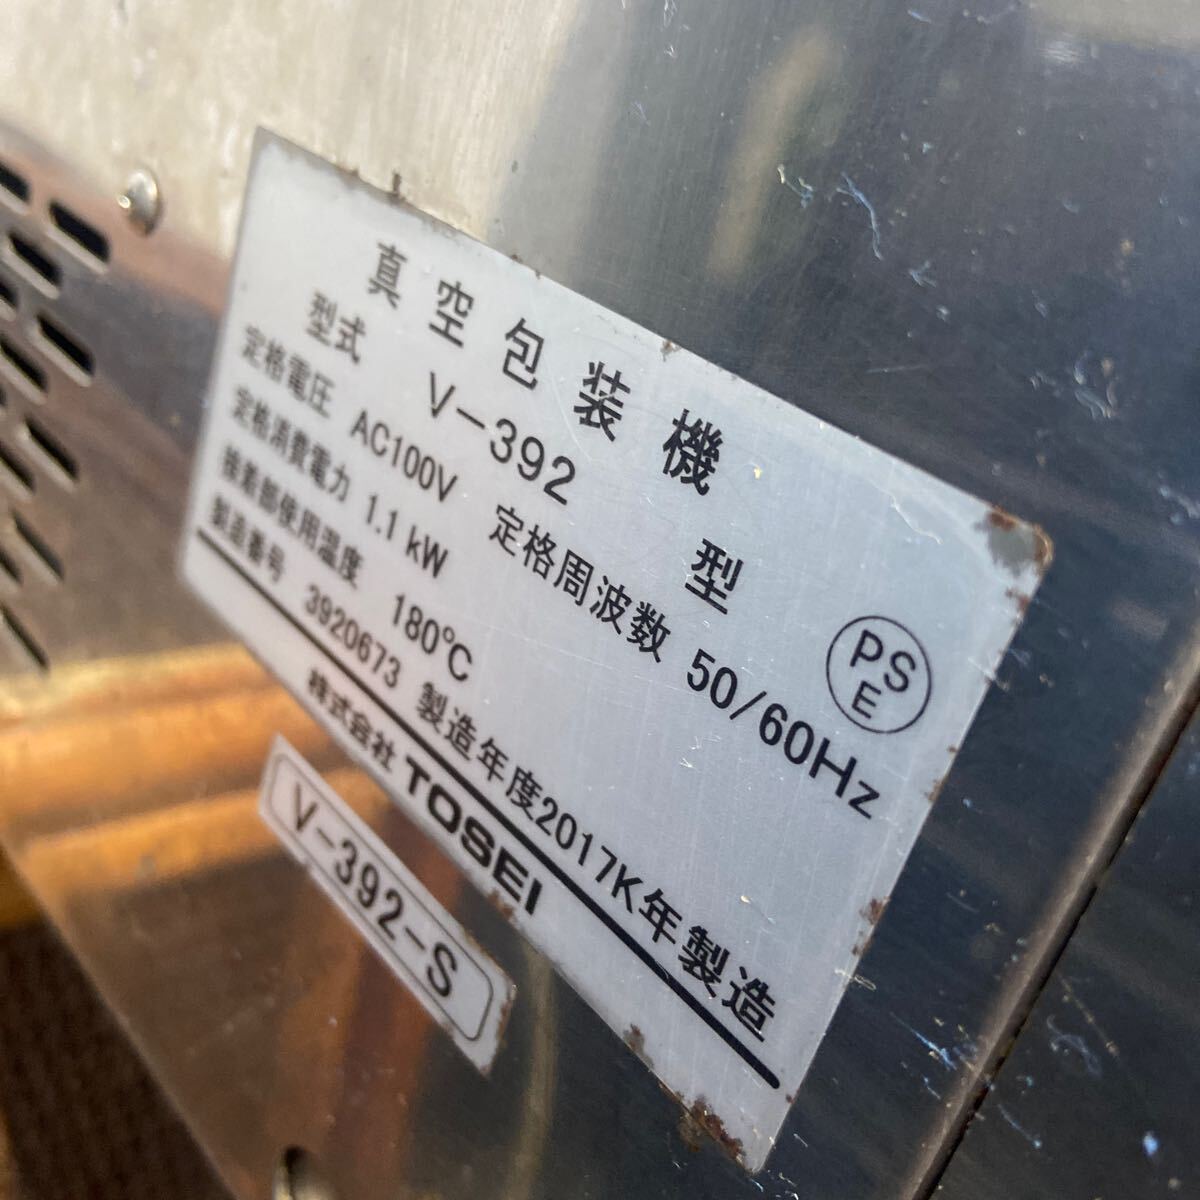 真空包装機
型式 V-392 型
定格電圧 AC100V 定格周波数 50/60Hz
定格消費電力 1.1 kW
接着部使用温度 180℃
製造番号 3920673 製造年度2017K年製造
株式会社 TOSEI
PS
E
V-392-S